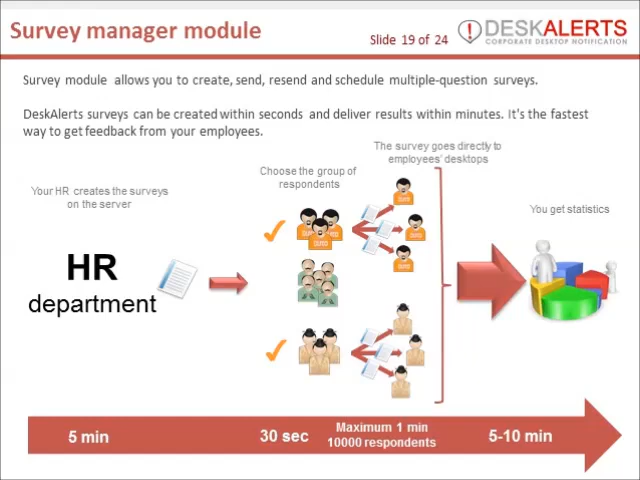 Survey manager module
Slide 19 of 24
DESKALERTS
CORPORATE DESKTOP NOTIFICATION
Survey module allows you to create, send, resend and schedule multiple-question surveys.
DeskAlerts surveys can be created within seconds and deliver results within minutes. It's the fastest
way to get feedback from your employees.
The survey goes directly to
employees' desktops
Choose the group of
respondents
Your HR creates the surveys
on the server
You get statistics
HR
department
5 min
30 sec
Maximum 1 min
10000 respondents
5-10 min